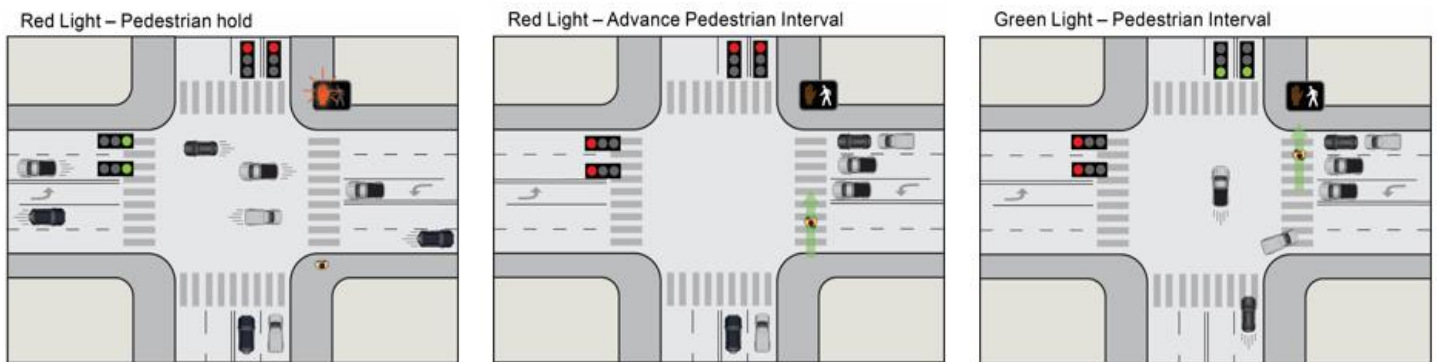 Red Light – Pedestrian hold
Red Light – Advance Pedestrian Interval
Green Light – Pedestrian Interval